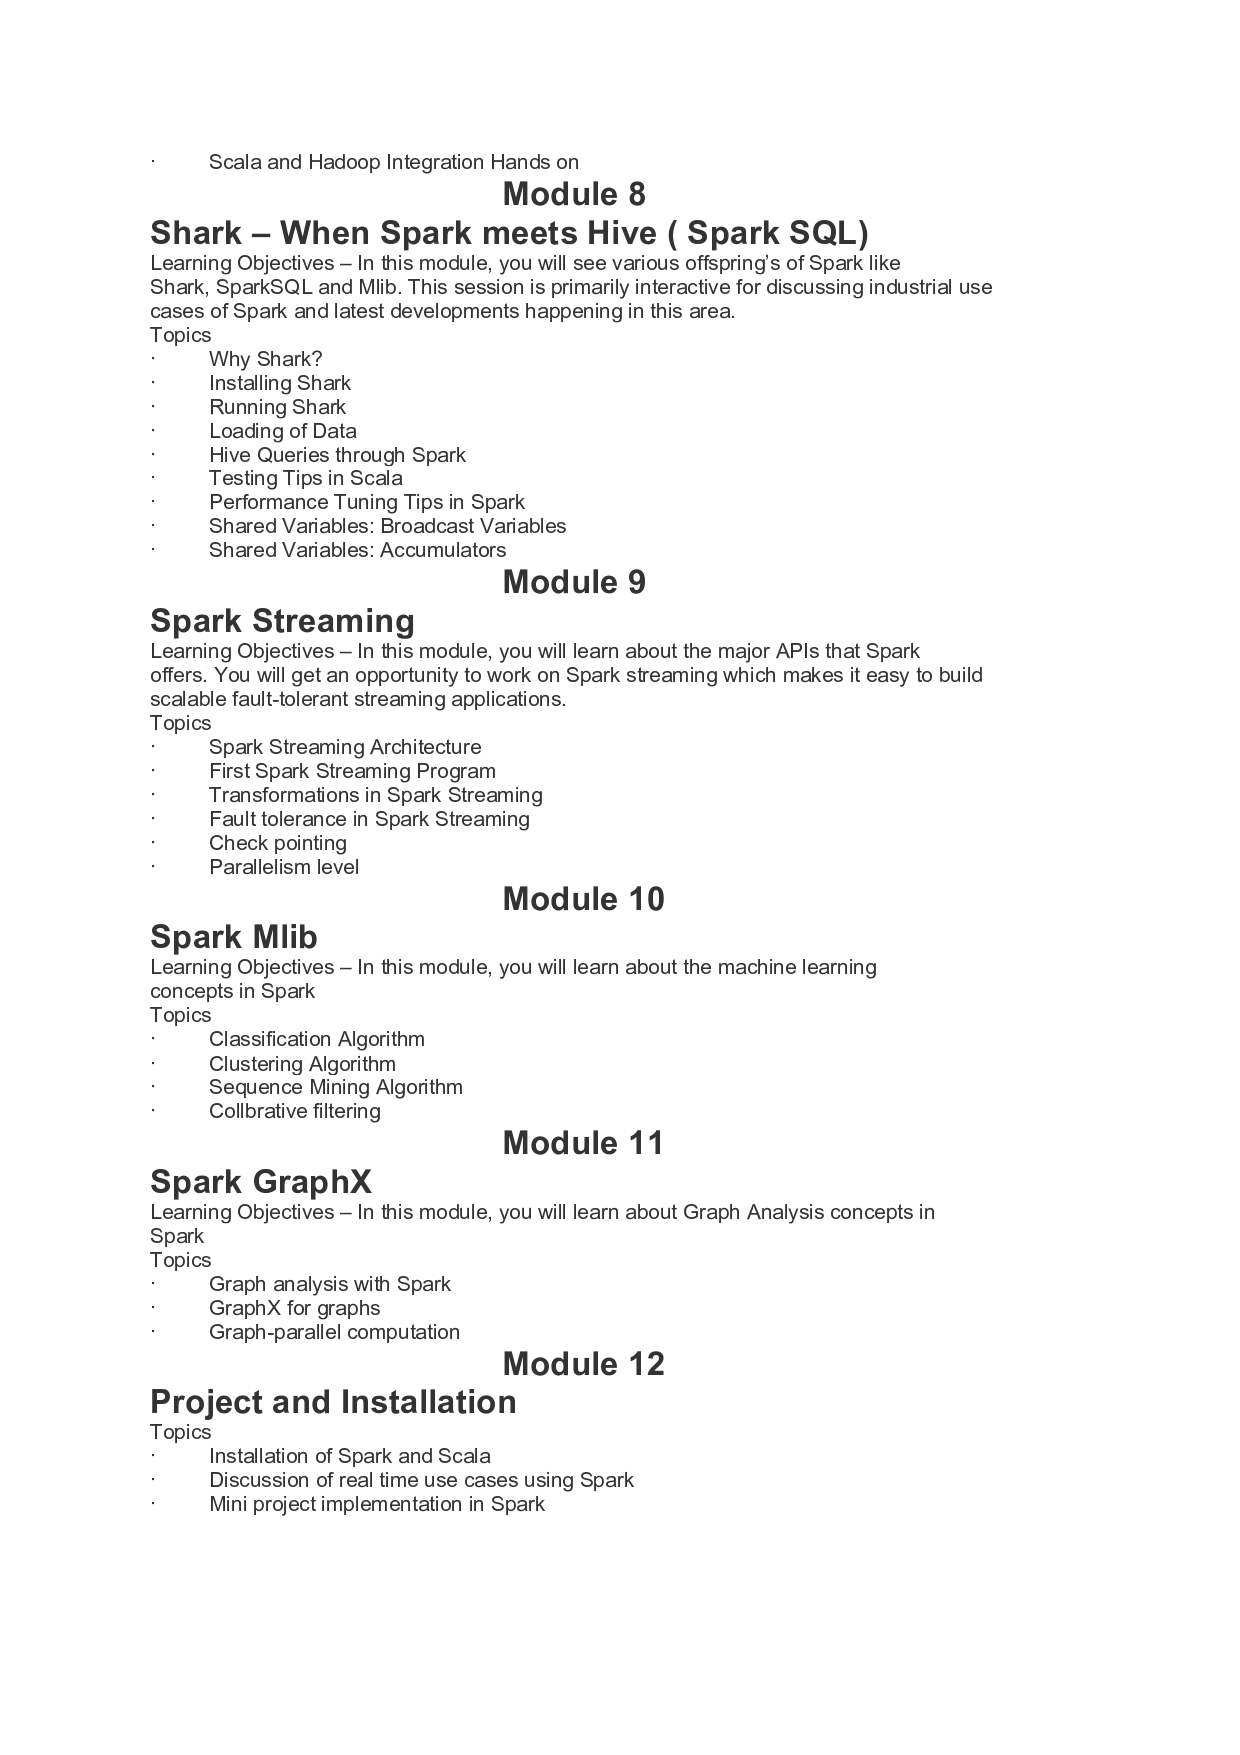 · Scala and Hadoop Integration Hands on
Module 8
Shark – When Spark meets Hive ( Spark SQL)
Learning Objectives – In this module, you will see various offspring’s of Spark like
Shark, SparkSQL and Mlib. This session is primarily interactive for discussing industrial use
cases of Spark and latest developments happening in this area.
Topics
· Why Shark?
· Installing Shark
· Running Shark
· Loading of Data
· Hive Queries through Spark
· Testing Tips in Scala
· Performance Tuning Tips in Spark
· Shared Variables: Broadcast Variables
· Shared Variables: Accumulators
Module 9
Spark Streaming
Learning Objectives – In this module, you will learn about the major APIs that Spark
offers. You will get an opportunity to work on Spark streaming which makes it easy to build
scalable fault-tolerant streaming applications.
Topics
· Spark Streaming Architecture
· First Spark Streaming Program
· Transformations in Spark Streaming
· Fault tolerance in Spark Streaming
· Check pointing
· Parallelism level
Module 10
Spark Mlib
Learning Objectives – In this module, you will learn about the machine learning
concepts in Spark
Topics
· Classification Algorithm
· Clustering Algorithm
· Sequence Mining Algorithm
· Collbrative filtering
Module 11
Spark GraphX
Learning Objectives – In this module, you will learn about Graph Analysis concepts in
Spark
Topics
· Graph analysis with Spark
· GraphX for graphs
· Graph-parallel computation
Module 12
Project and Installation
Topics
· Installation of Spark and Scala
· Discussion of real time use cases using Spark
· Mini project implementation in Spark